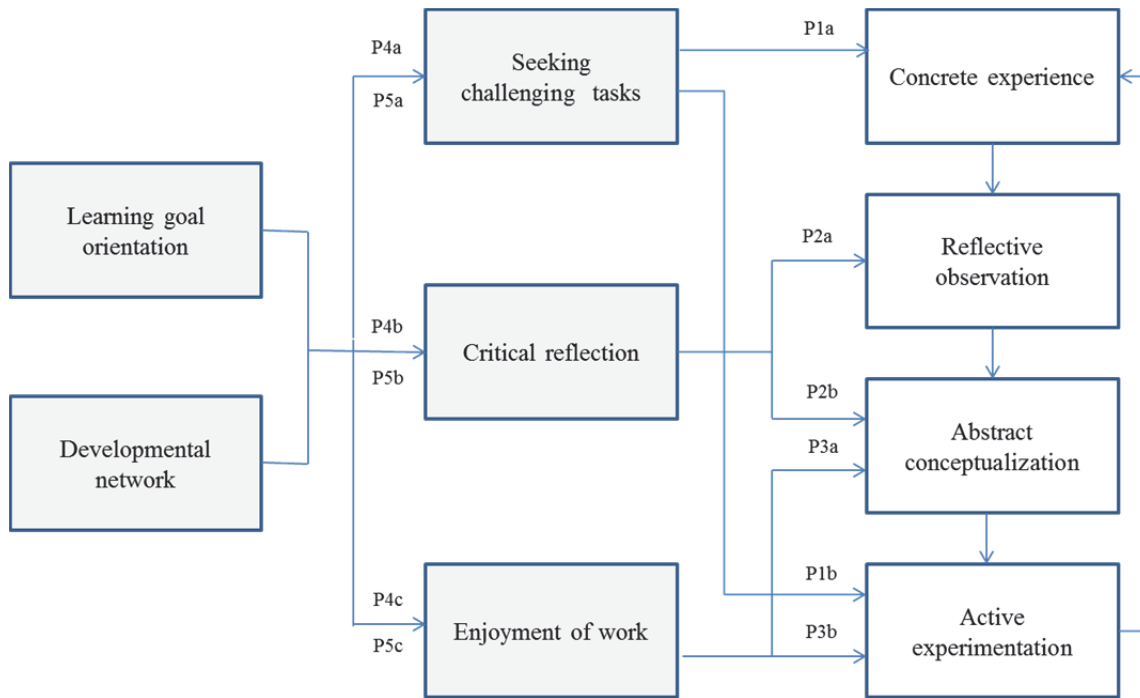 P4a
P5a
Seeking
challenging tasks
P1a
Concrete experience
Learning goal
orientation
P2a
Reflective
observation
P4b
P5b
Critical reflection
Developmental
network
P2b
P3a
Abstract
conceptualization
P4c
P5c
Enjoyment of work
P1b
P3b
Active
experimentation